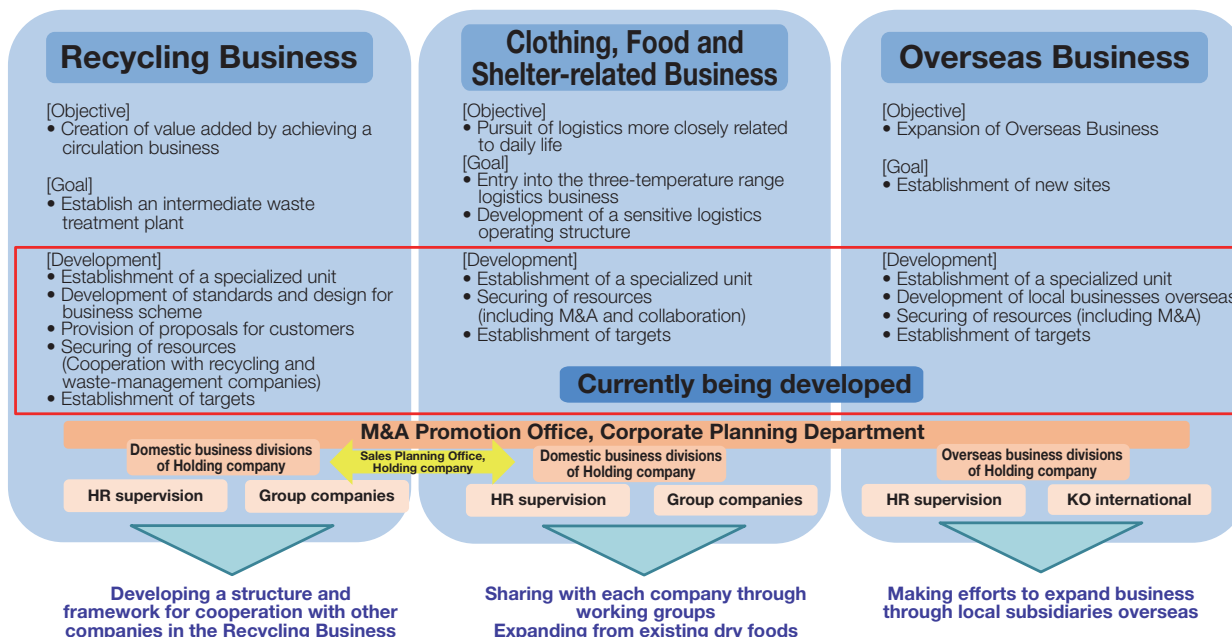 Recycling Business
[Objective]
• Creation of value added by achieving a
circulation business
[Goal]
• Establish an intermediate waste
treatment plant
[Development]
• Establishment of a specialized unit
• Development of standards and design for
business scheme
• Provision of proposals for customers
• Securing of resources
(Cooperation with recycling and
waste-management companies)
• Establishment of targets
Clothing, Food and
Shelter-related Business
[Objective]
• Pursuit of logistics more closely related
to daily life
[Goal]
• Entry into the three-temperature range
logistics business
• Development of a sensitive logistics
operating structure
[Development]
• Establishment of a specialized unit
• Securing of resources
(including M&A and collaboration)
• Establishment of targets
Overseas Business
[Objective]
• Expansion of Overseas Business
[Goal]
• Establishment of new sites
[Development]
• Establishment of a specialized unit
• Development of local businesses overseas
• Securing of resources (including M&A)
• Establishment of targets
Currently being developed
M&A Promotion Office, Corporate Planning Department
Domestic business divisions
of Holding company
Sales Planning Office,
Holding company
Domestic business divisions
of Holding company
Overseas business divisions
of Holding company
HR supervision
Group companies
HR supervision
Group companies
HR supervision
KO international
Developing a structure and
framework for cooperation with other
companies in the Recycling Business
Sharing with each company through
working groups
Expanding from existing dry foods
Making efforts to expand business
through local subsidiaries overseas